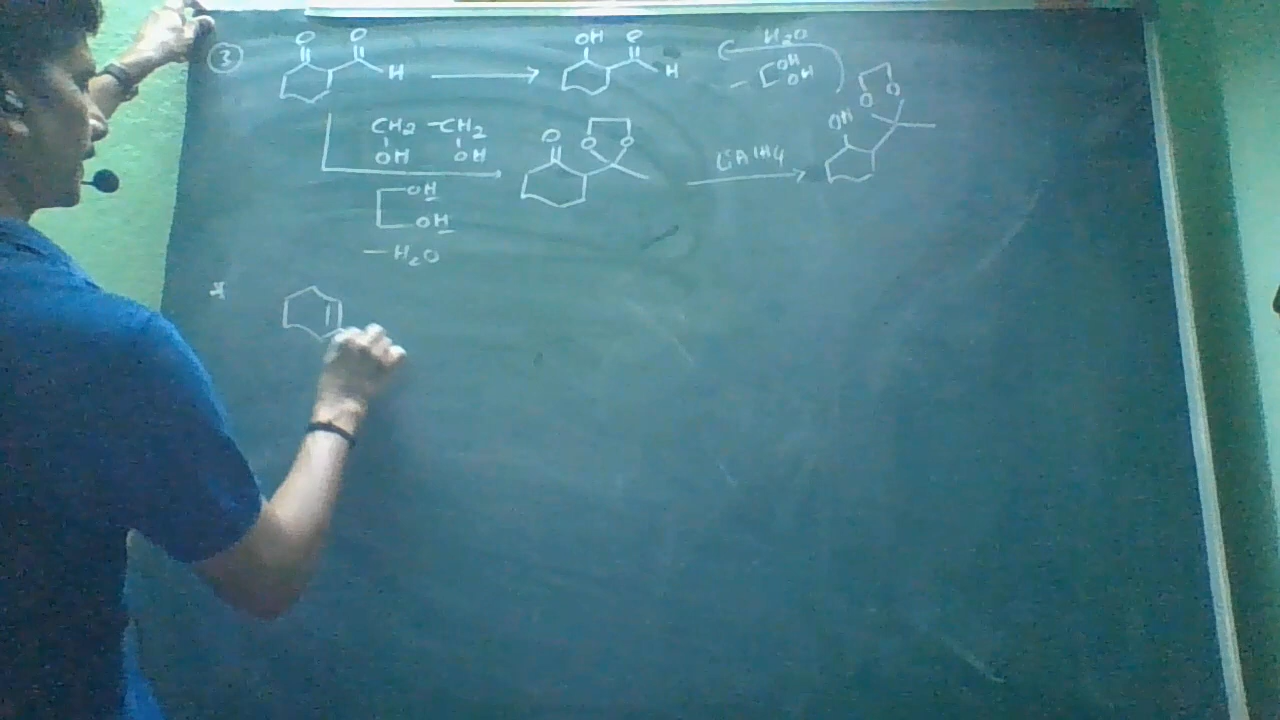 ③ O O H OH O H H₂O
OH OH O O
CH2 - CH2 O OH
OH OH O O LiAlH4
OH
OH
- H₂O
*